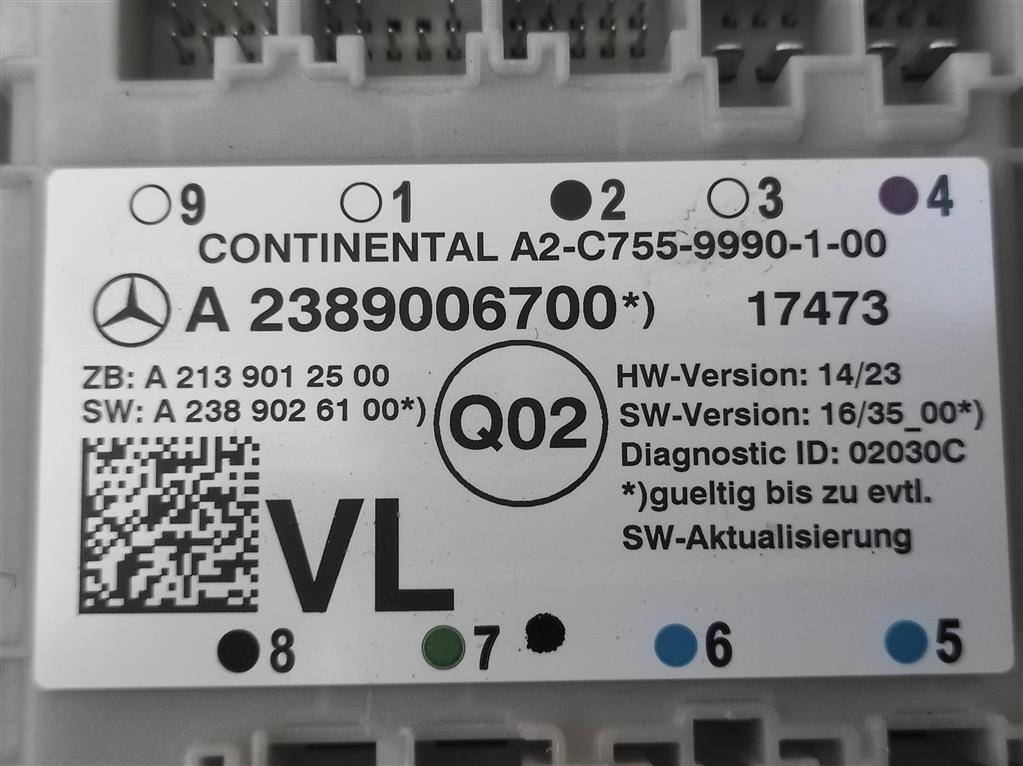 9 1 2 3 4
CONTINENTAL A2-C755-9990-1-00
A 2389006700*) 17473
ZB: A 213 901 25 00
SW: A 238 902 61 00*)
Q02
HW-Version: 14/23
SW-Version: 16/35_00*)
Diagnostic ID: 02030C
*)gueltig bis zu evtl.
SW-Aktualisierung
VL
8 7 6 5